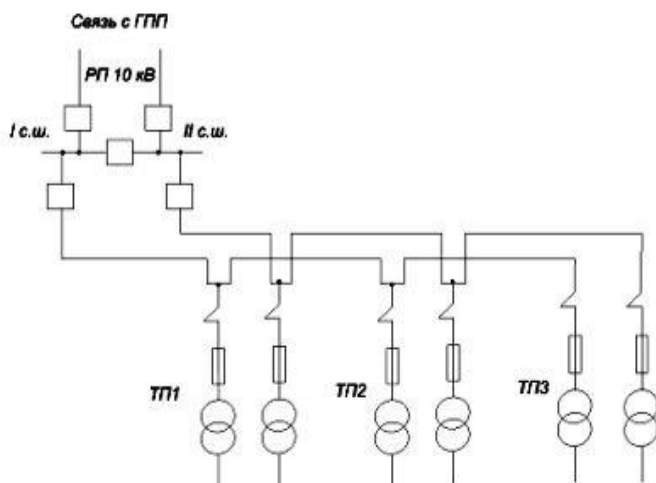 Связь с ГПП
РП 10 кВ
I с.ш.
II с.ш.
ТП1
ТП2
ТП3